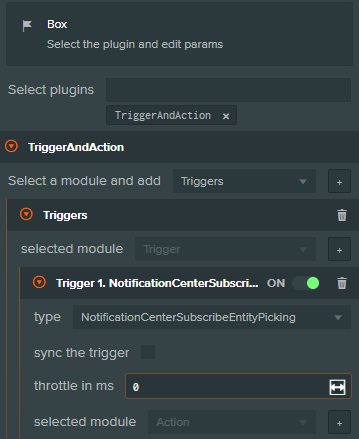 Box
Select the plugin and edit params
Select plugins
TriggerAndAction ×
TriggerAndAction
Select a module and add Triggers +
Triggers
selected module Trigger +
Trigger 1. NotificationCenterSubscri... ON
type NotificationCenterSubscribeEntityPicking
sync the trigger
throttle in ms 0
selected module Action +